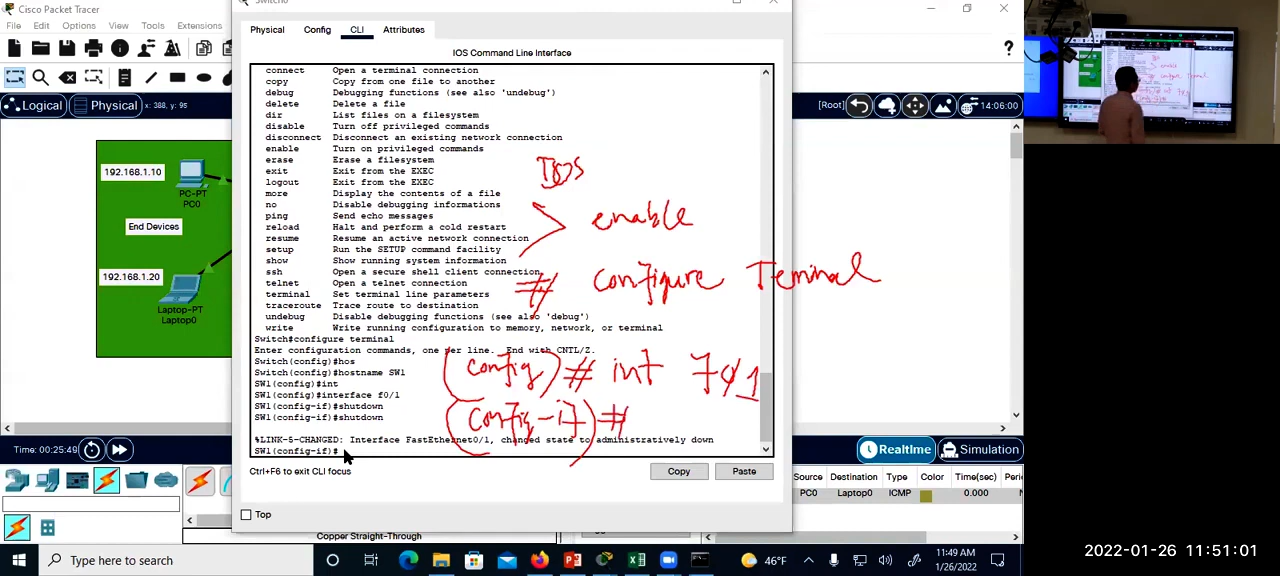 Cisco Packet Tracer
Switch0
File Edit Options View Tools Extensions
Physical Config CLI Attributes
IOS Command Line Interface
?
Logical Physical x: 388, y: 95
[Root] 14:06:00
192.168.1.10
PC-PT
PC0
End Devices
192.168.1.20
Laptop-PT
Laptop0
connect Open a terminal connection
copy Copy from one file to another
debug Debugging functions (see also 'undebug')
delete Delete a file
dir List files on a filesystem
disable Turn off privileged commands
disconnect Disconnect an existing network connection
enable Turn on privileged commands
erase Erase a filesystem
exit Exit from the EXEC
logout Exit from the EXEC
more Display the contents of a file
no Disable debugging informations
ping Send echo messages
reload Halt and perform a cold restart
resume Resume an active network connection
setup Run the SETUP command facility
show Show running system information
ssh Open a secure shell client connection
telnet Open a telnet connection
terminal Set terminal line parameters
traceroute Trace route to destination
undebug Disable debugging functions (see also 'debug')
write Write running configuration to memory, network, or terminal
Switch#configure terminal
Enter configuration commands, one per line. End with CNTL/Z.
Switch(config)#hos
Switch(config)#hostname SW1
SW1(config)#int
SW1(config)#interface f0/1
SW1(config-if)#shutdown
SW1(config-if)#shutdown
%LINK-5-CHANGED: Interface FastEthernet0/1, changed state to administratively down
SW1(config-if)#
IOS
> enable
# configure Teminal
(config)# int f0/1
(config-if)#
Ctrl+F6 to exit CLI focus
Copy Paste
Top
Time: 00:25:49
Realtime Simulation
Source Destination Type Color Time(sec)
PC0 Laptop0 ICMP 0.000
Copper Straight-Through
Type here to search
46°F
11:49 AM
1/26/2022
2022-01-26 11:51:01